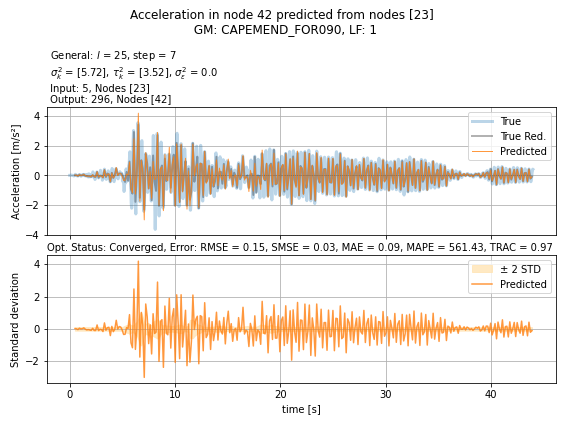 Acceleration in node 42 predicted from nodes [23]
GM: CAPEMEND_FOR090, LF: 1
General: l = 25, step = 7
σ²ₖ = [5.72], τ²ₖ = [3.52], σ²ε = 0.0
Input: 5, Nodes [23]
Output: 296, Nodes [42]
Acceleration [m/s²]
4
2
0
−2
−4
True
True Red.
Predicted
Opt. Status: Converged, Error: RMSE = 0.15, SMSE = 0.03, MAE = 0.09, MAPE = 561.43, TRAC = 0.97
Standard deviation
4
2
0
−2
± 2 STD
Predicted
0 10 20 30 40
time [s]